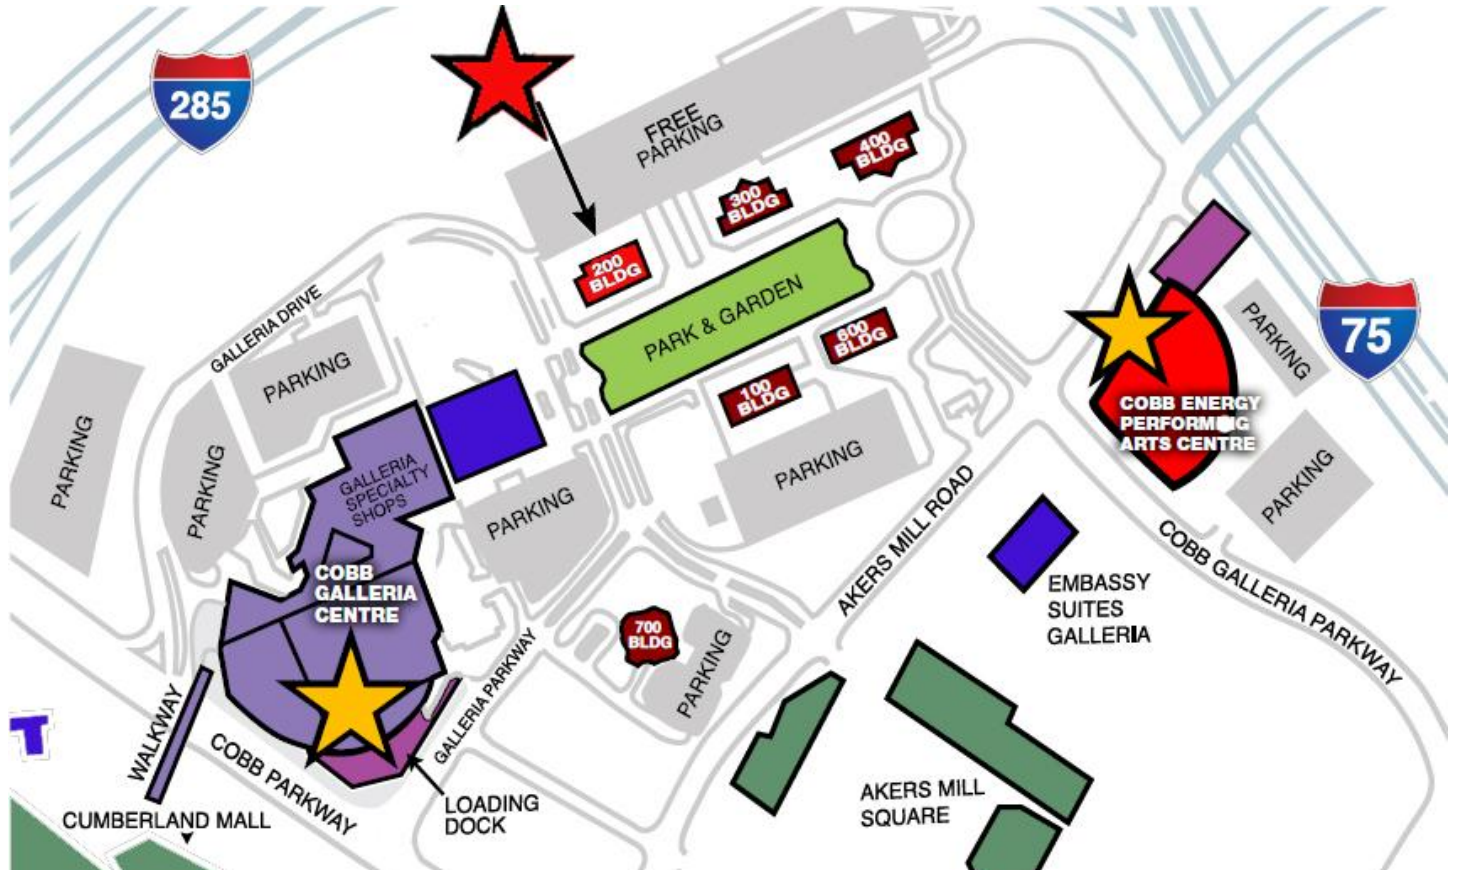 285
FREE
PARKING
400
BLDG
300
BLDG
200
BLDG
PARK & GARDEN
GALLERIA DRIVE
PARKING
600
BLDG
100
BLDG
75
PARKING
COBB ENERGY
PERFORMING
ARTS CENTRE
PARKING
PARKING
GALLERIA
SPECIALTY
SHOPS
PARKING
PARKING
PARKING
AKERS MILL ROAD
PARKING
COBB GALLERIA PARKWAY
COBB
GALLERIA
CENTRE
EMBASSY
SUITES
GALLERIA
700
BLDG
PARKING
GALLERIA PARKWAY
WALKWAY
COBB PARKWAY
LOADING
DOCK
AKERS MILL
SQUARE
CUMBERLAND MALL
T